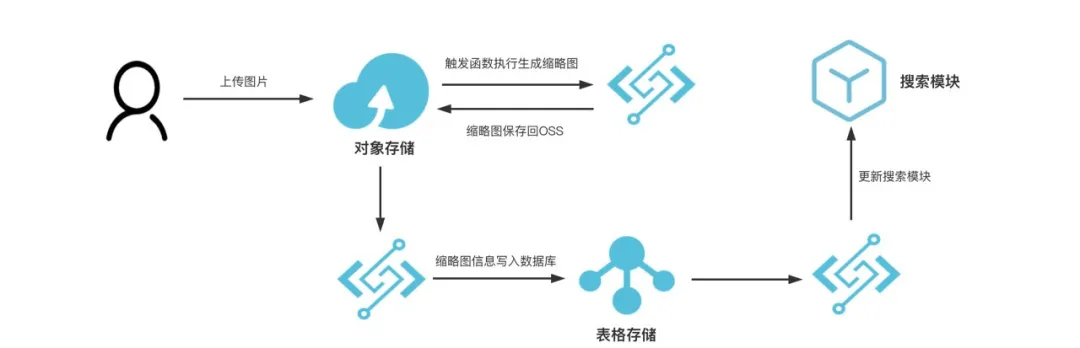 上传图片
触发函数执行生成缩略图
缩略图保存回OSS
对象存储
搜索模块
更新搜索模块
缩略图信息写入数据库
表格存储